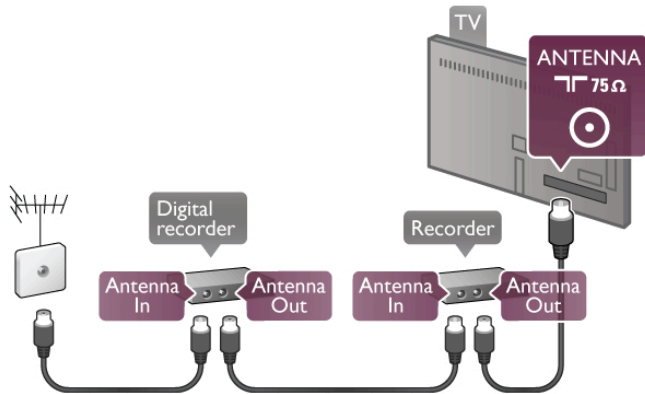 TV
ANTENNA
75Ω
Digital
recorder
Recorder
Antenna
In
Antenna
Out
Antenna
In
Antenna
Out